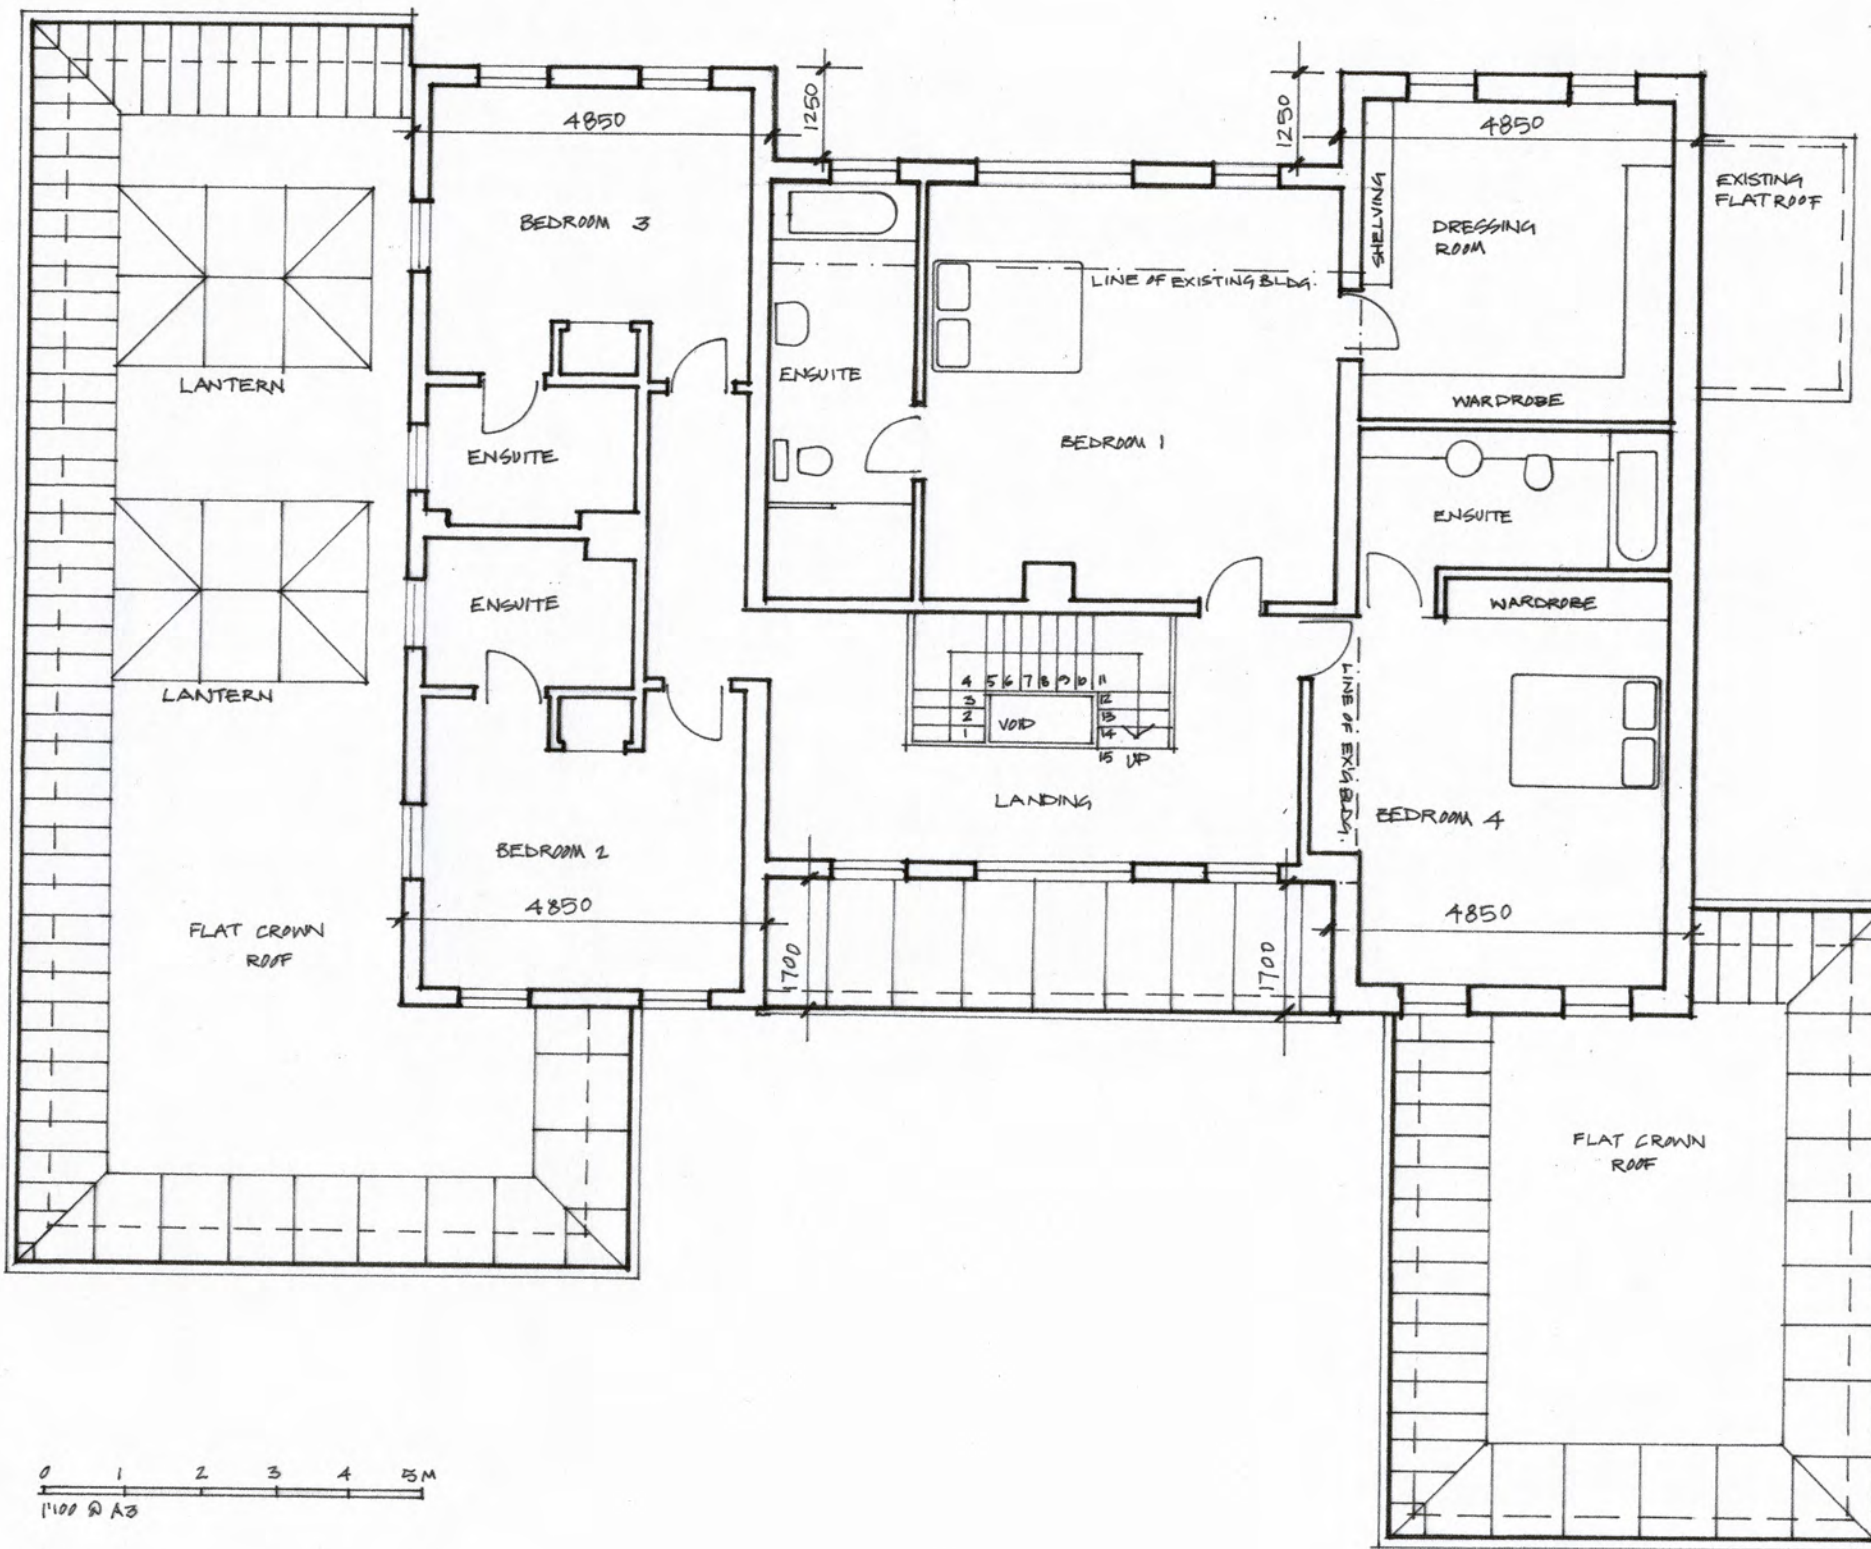 4850
1250
1250
4850
BEDROOM 3
SHELVING
DRESSING
ROOM
EXISTING
FLAT ROOF
LINE OF EXISTING BLDG.
LANTERN
ENSUITE
WARDROBE
ENSUITE
BEDROOM 1
ENSUITE
ENSUITE
WARDROBE
LANTERN
4 5 6 7 8 9 10 11
3 12
2 VOID 13
1 14
15 UP
LINE OF EX'G BLDG.
LANDING
BEDROOM 4
BEDROOM 2
4850
4850
FLAT CROWN
ROOF
1700
1700
FLAT CROWN
ROOF
0 1 2 3 4 5M
1:100 @ A3